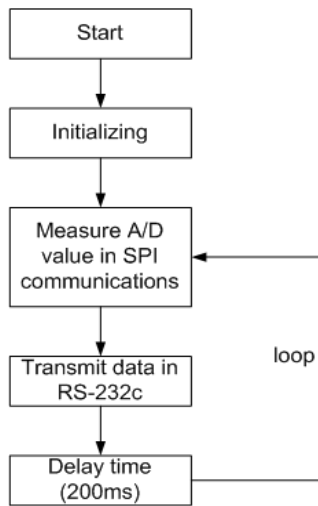 Start
Initializing
Measure A/D
value in SPI
communications
loop
Transmit data in
RS-232c
Delay time
(200ms)